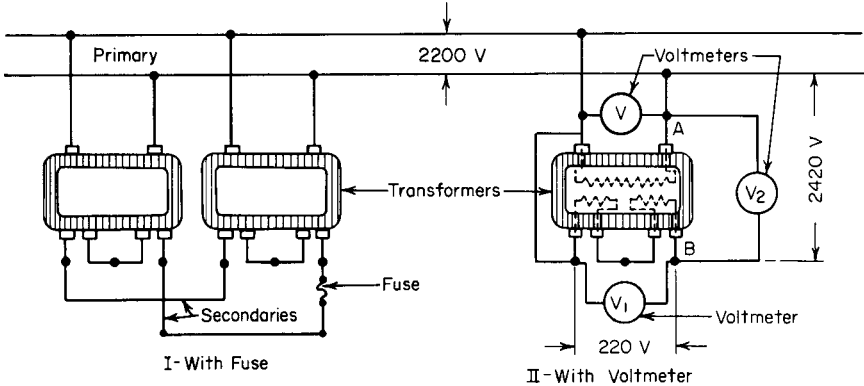 Primary
2200 V
Voltmeters
V
A
V2
2420 V
Transformers
B
Fuse
Secondaries
V1
Voltmeter
220 V
I-With Fuse
II-With Voltmeter